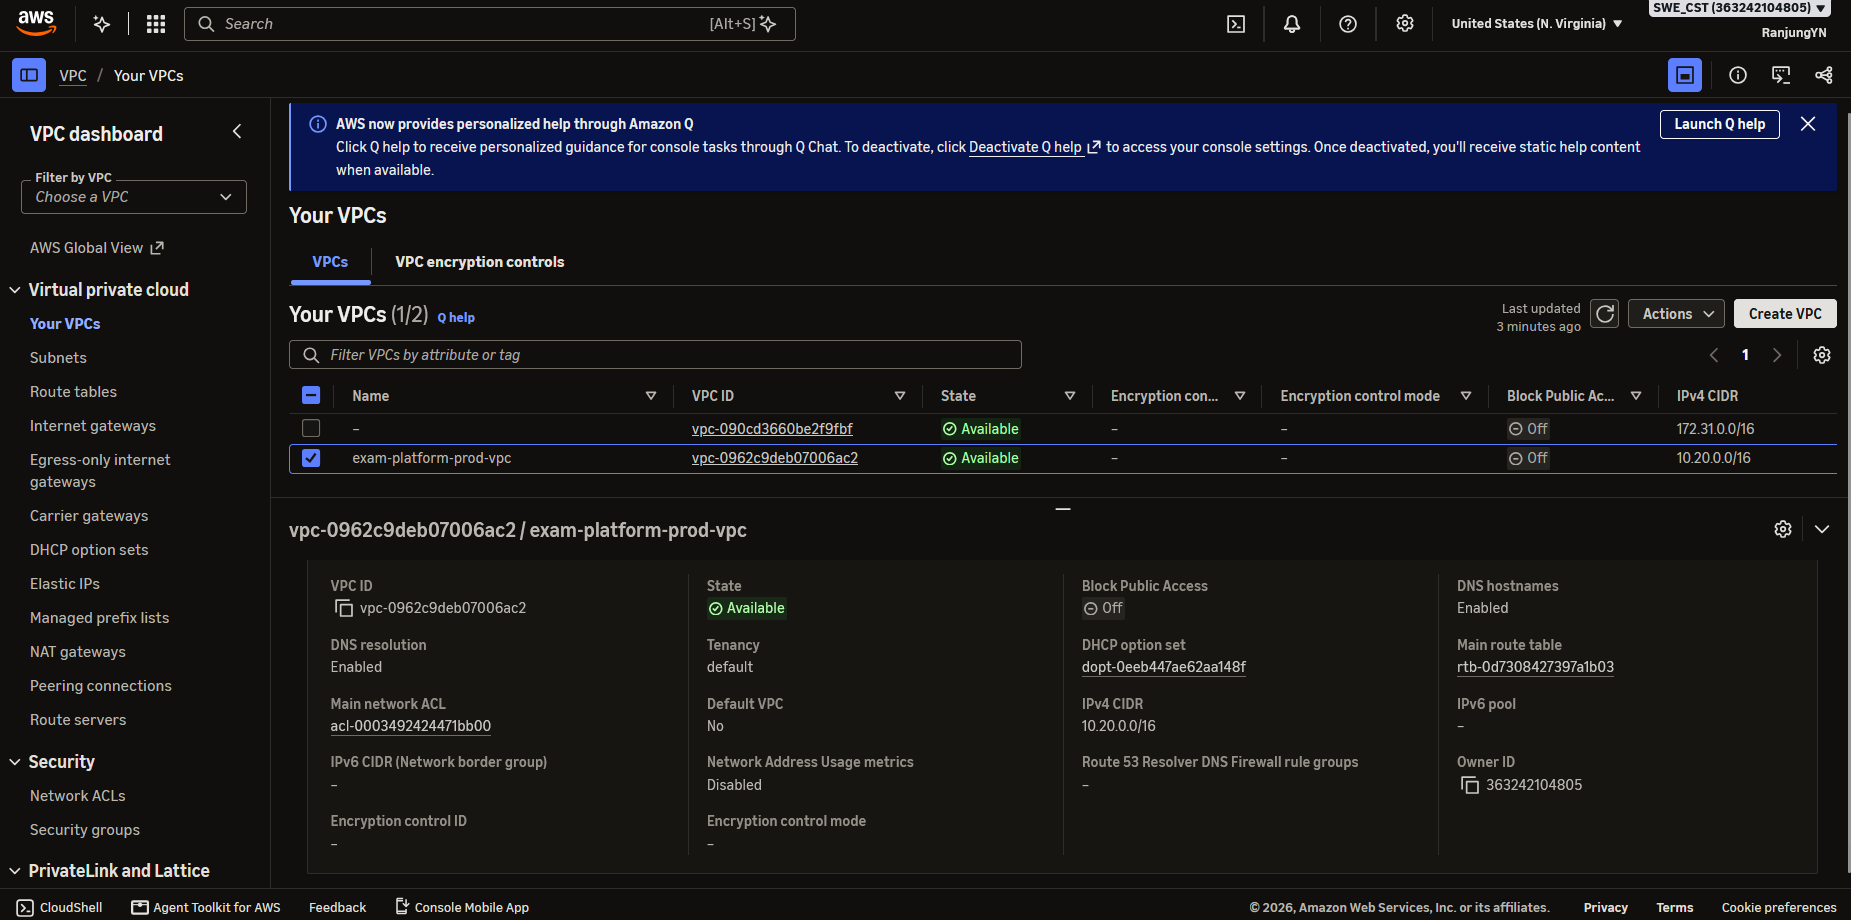 aws
Search
[Alt+S]
United States (N. Virginia)
SWE_CST (363242104805)
RanjungYN
VPC / Your VPCs
VPC dashboard
Filter by VPC
Choose a VPC
AWS Global View
Virtual private cloud
Your VPCs
Subnets
Route tables
Internet gateways
Egress-only internet
gateways
Carrier gateways
DHCP option sets
Elastic IPs
Managed prefix lists
NAT gateways
Peering connections
Route servers
Security
Network ACLs
Security groups
PrivateLink and Lattice
AWS now provides personalized help through Amazon Q
Click Q help to receive personalized guidance for console tasks through Q Chat. To deactivate, click Deactivate Q help to access your console settings. Once deactivated, you'll receive static help content
when available.
Launch Q help
Your VPCs
VPCs
VPC encryption controls
Your VPCs (1/2) Q help
Last updated
3 minutes ago
Actions
Create VPC
Filter VPCs by attribute or tag
1
Name VPC ID State Encryption con... Encryption control mode Block Public Ac... IPv4 CIDR
– vpc-090cd3660be2f9fbf Available – – Off 172.31.0.0/16
exam-platform-prod-vpc vpc-0962c9deb07006ac2 Available – – Off 10.20.0.0/16
vpc-0962c9deb07006ac2 / exam-platform-prod-vpc
VPC ID
vpc-0962c9deb07006ac2
State
Available
Block Public Access
Off
DNS hostnames
Enabled
DNS resolution
Enabled
Tenancy
default
DHCP option set
dopt-0eeb447ae62aa148f
Main route table
rtb-0d7308427397a1b03
Main network ACL
acl-0003492424471bb00
Default VPC
No
IPv4 CIDR
10.20.0.0/16
IPv6 pool
–
IPv6 CIDR (Network border group)
–
Network Address Usage metrics
Disabled
Route 53 Resolver DNS Firewall rule groups
–
Owner ID
363242104805
Encryption control ID
–
Encryption control mode
–
CloudShell
Agent Toolkit for AWS
Feedback
Console Mobile App
© 2026, Amazon Web Services, Inc. or its affiliates.
Privacy
Terms
Cookie preferences